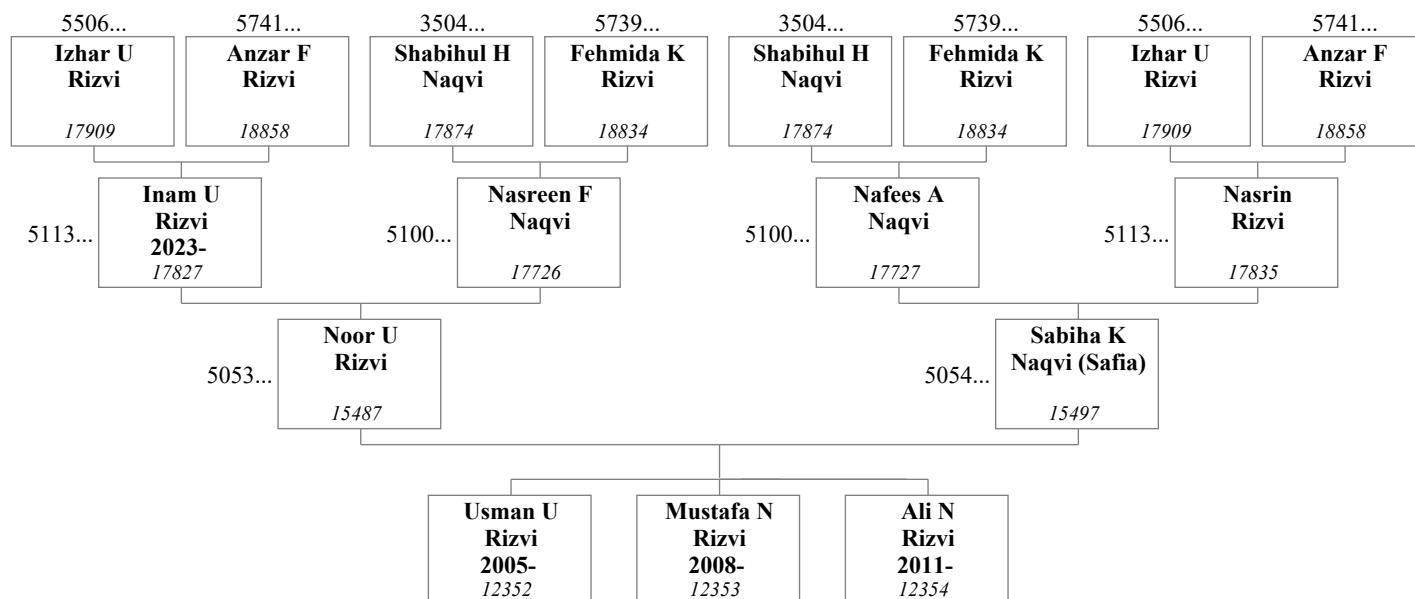 5506... 5741... 3504... 5739... 3504... 5739... 5506... 5741...
Izhar U Anzar F Shabihul H Fehmida K Shabihul H Fehmida K Izhar U Anzar F
Rizvi Rizvi Naqvi Rizvi Naqvi Rizvi Rizvi Rizvi
17909 18858 17874 18834 17874 18834 17909 18858
Inam U Nasreen F Nafees A Nasrin
Rizvi Naqvi Naqvi Rizvi
5113... 2023- 5100... 5100... 5113...
17827 17726 17727 17835
Noor U Sabiha K
Rizvi Naqvi (Safia)
5053... 5054...
15487 15497
Usman U Mustafa N Ali N
Rizvi Rizvi Rizvi
2005- 2008- 2011-
12352 12353 12354